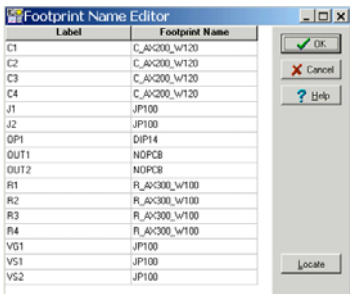 Footprint Name Editor
Label Footprint Name
C1 C_AX200_W120
C2 C_AX200_W120
C3 C_AX200_W120
C4 C_AX200_W120
J1 JP100
J2 JP100
OP1 DIP14
OUT1 NOPCB
OUT2 NOPCB
R1 R_AX300_W100
R2 R_AX300_W100
R3 R_AX300_W100
R4 R_AX300_W100
VG1 JP100
VS1 JP100
VS2 JP100
OK
Cancel
? Help
Locate